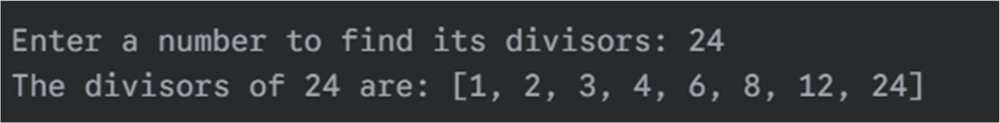 Enter a number to find its divisors: 24
The divisors of 24 are: [1, 2, 3, 4, 6, 8, 12, 24]